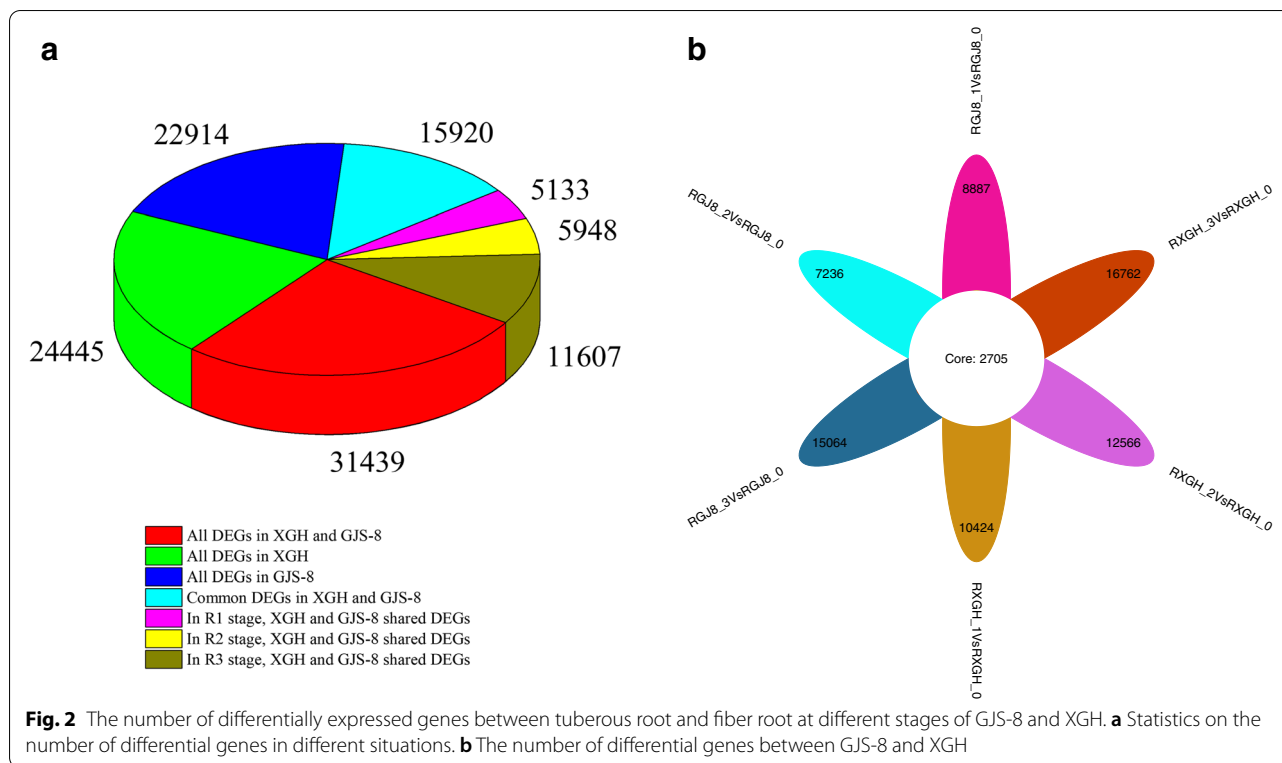 a
22914
15920
5133
5948
24445
11607
31439
All DEGs in XGH and GJS-8
All DEGs in XGH
All DEGs in GJS-8
Common DEGs in XGH and GJS-8
In R1 stage, XGH and GJS-8 shared DEGs
In R2 stage, XGH and GJS-8 shared DEGs
In R3 stage, XGH and GJS-8 shared DEGs
b
RGJ8_1VsRGJ8_0
8887
RXGH_3VsRXGH_0
16762
RGJ8_2VsRGJ8_0
7236
Core: 2705
RGJ8_3VsRGJ8_0
15064
12566
RXGH_2VsRXGH_0
10424
RXGH_1VsRXGH_0
Fig. 2 The number of differentially expressed genes between tuberous root and fiber root at different stages of GJS-8 and XGH. a Statistics on the
number of differential genes in different situations. b The number of differential genes between GJS-8 and XGH